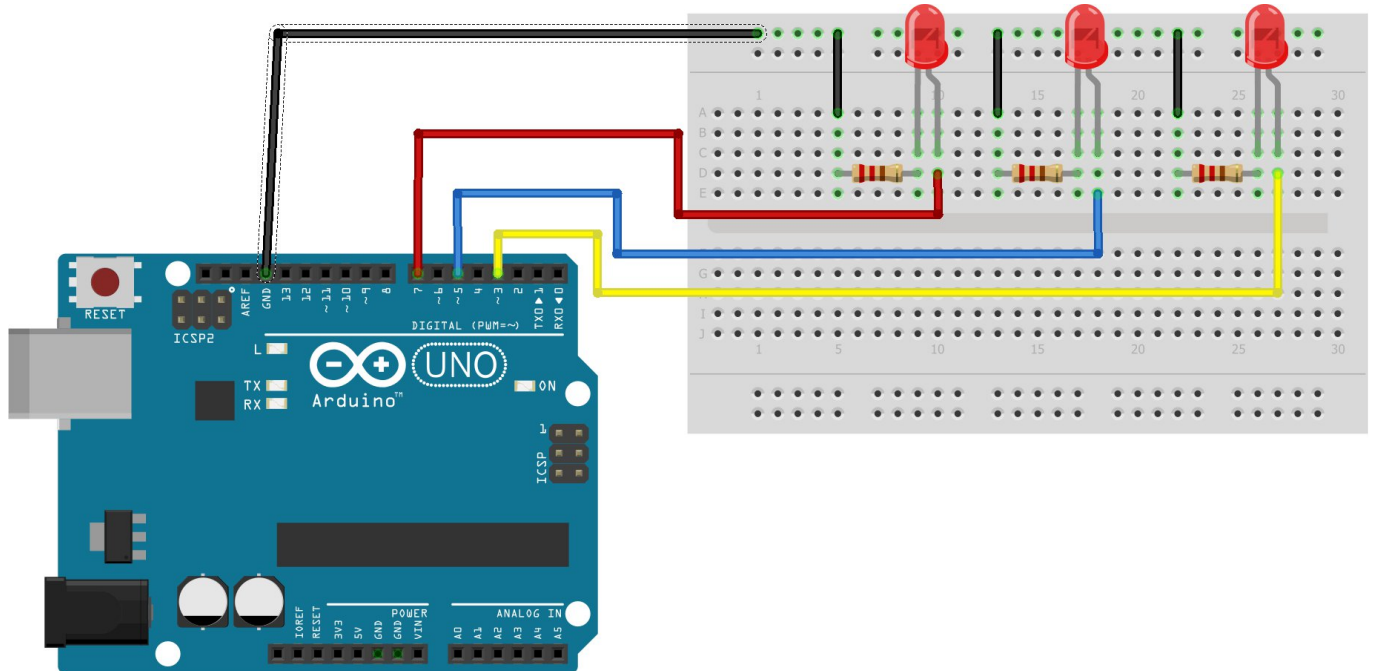 1 5 10 15 20 25 30
A
B
C
D
E
G
I
J
1 5 10 15 20 25 30
RESET
ICSP2
AREF
GND
13
12
~11
~10
~9
8
7
~6
~5
4
~3
2
TX0 ▶ 1
RX0 ◀ 0
DIGITAL (PWM=~)
L
TX
RX
UNO
Arduino™
ON
1
ICSP
IOREF
RESET
3V3
5V
GND
GND
VIN
POWER
A0
A1
A2
A3
A4
A5
ANALOG IN